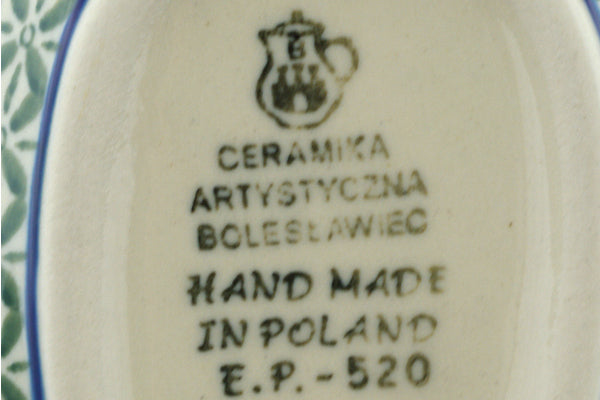 B
CERAMIKA
ARTYSTYCZNA
BOLESŁAWIEC
HAND MADE
IN POLAND
E.P.-520